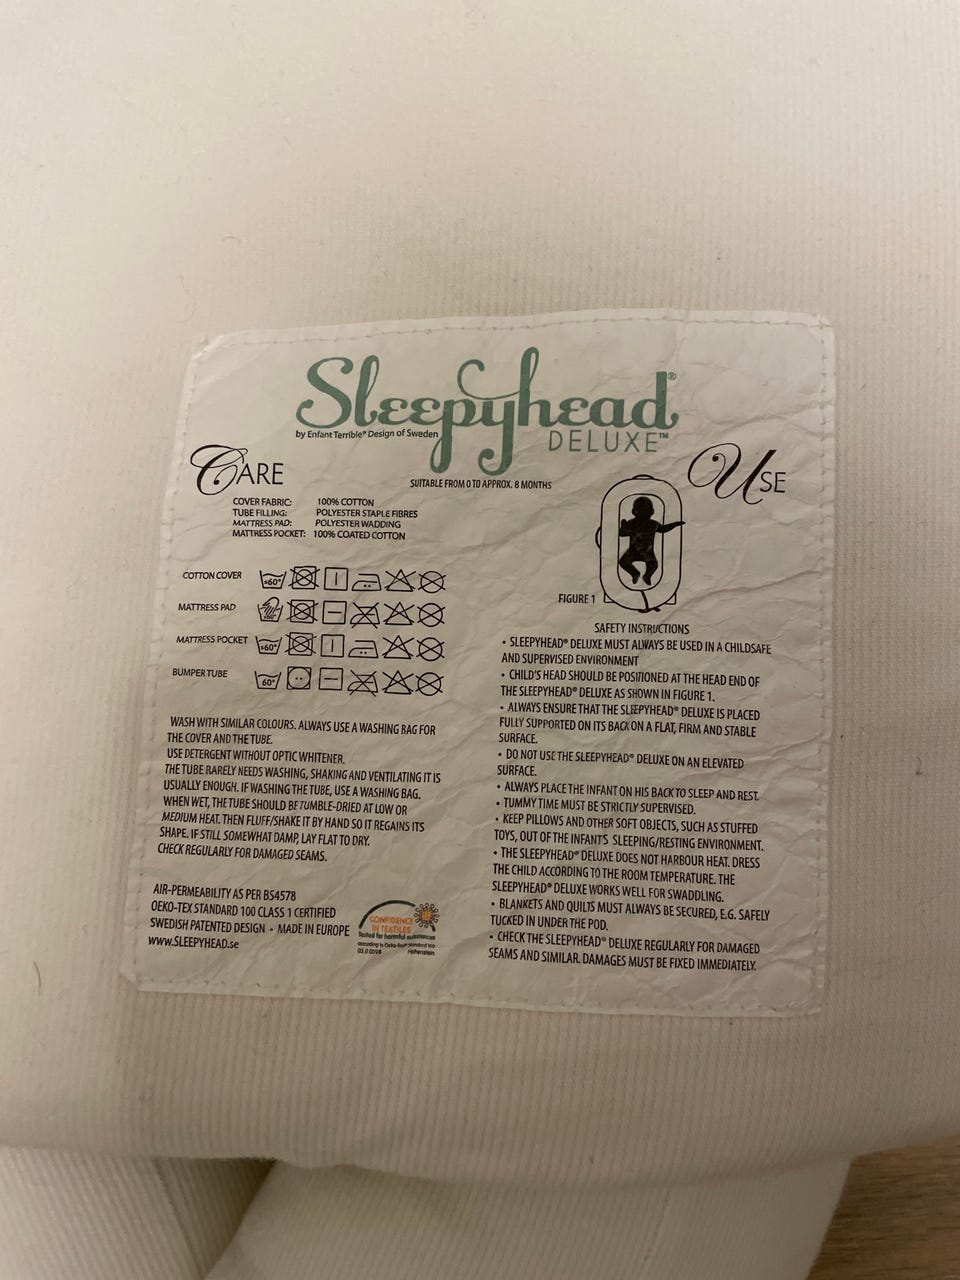 Sleepyhead®
by Enfant Terrible® Design of Sweden
DELUXE™
SUITABLE FROM 0 TO APPROX. 8 MONTHS
CARE
COVER FABRIC: 100% COTTON
TUBE FILLING: POLYESTER STAPLE FIBRES
MATTRESS PAD: POLYESTER WADDING
MATTRESS POCKET: 100% COATED COTTON
COTTON COVER 60°
MATTRESS PAD
MATTRESS POCKET 60°
BUMPER TUBE 60°
WASH WITH SIMILAR COLOURS. ALWAYS USE A WASHING BAG FOR
THE COVER AND THE TUBE.
USE DETERGENT WITHOUT OPTIC WHITENER.
THE TUBE RARELY NEEDS WASHING, SHAKING AND VENTILATING IT IS
USUALLY ENOUGH. IF WASHING THE TUBE, USE A WASHING BAG.
WHEN WET, THE TUBE SHOULD BE TUMBLE-DRIED AT LOW OR
MEDIUM HEAT. THEN FLUFF/SHAKE IT BY HAND SO IT REGAINS ITS
SHAPE. IF STILL SOMEWHAT DAMP, LAY FLAT TO DRY.
CHECK REGULARLY FOR DAMAGED SEAMS.
AIR-PERMEABILITY AS PER BS4578
OEKO-TEX STANDARD 100 CLASS 1 CERTIFIED
SWEDISH PATENTED DESIGN - MADE IN EUROPE
WWW.SLEEPYHEAD.se
CONFIDENCE
IN TEXTILES
Tested for harmful substances
according to Oeko-Tex® Standard 100
Hohenstein
USE
FIGURE 1
SAFETY INSTRUCTIONS
• SLEEPYHEAD® DELUXE MUST ALWAYS BE USED IN A CHILDSAFE
AND SUPERVISED ENVIRONMENT
• CHILD'S HEAD SHOULD BE POSITIONED AT THE HEAD END OF
THE SLEEPYHEAD® DELUXE AS SHOWN IN FIGURE 1.
• ALWAYS ENSURE THAT THE SLEEPYHEAD® DELUXE IS PLACED
FULLY SUPPORTED ON ITS BACK ON A FLAT, FIRM AND STABLE
SURFACE.
• DO NOT USE THE SLEEPYHEAD® DELUXE ON AN ELEVATED
SURFACE.
• ALWAYS PLACE THE INFANT ON HIS BACK TO SLEEP AND REST.
• TUMMY TIME MUST BE STRICTLY SUPERVISED.
• KEEP PILLOWS AND OTHER SOFT OBJECTS, SUCH AS STUFFED
TOYS, OUT OF THE INFANT'S SLEEPING/RESTING ENVIRONMENT.
• THE SLEEPYHEAD® DELUXE DOES NOT HARBOUR HEAT. DRESS
THE CHILD ACCORDING TO THE ROOM TEMPERATURE. THE
SLEEPYHEAD® DELUXE WORKS WELL FOR SWADDLING.
• BLANKETS AND QUILTS MUST ALWAYS BE SECURED, E.G. SAFELY
TUCKED IN UNDER THE POD.
• CHECK THE SLEEPYHEAD® DELUXE REGULARLY FOR DAMAGED
SEAMS AND SIMILAR. DAMAGES MUST BE FIXED IMMEDIATELY.